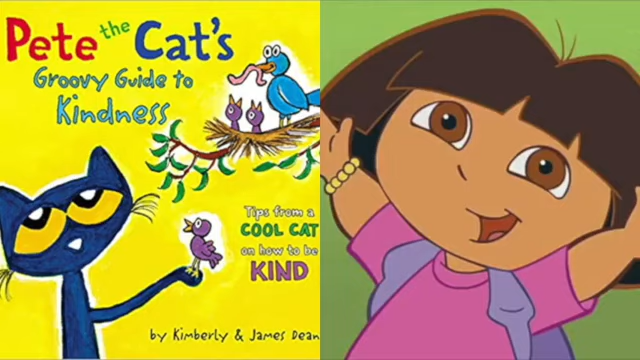 Pete the Cat's
Groovy Guide to
Kindness
Tips from a
COOL CAT
on how to be
KIND
by Kimberly & James Dean